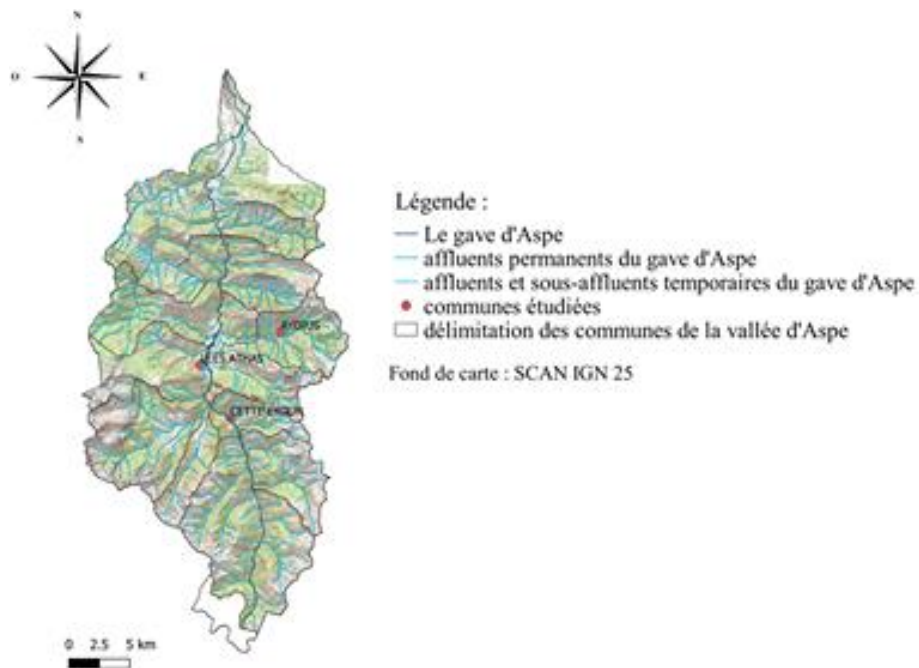 N
O
E
S
Légende :
Le gave d'Aspe
affluents permanents du gave d'Aspe
affluents et sous-affluents temporaires du gave d'Aspe
communes étudiées
délimitation des communes de la vallée d'Aspe
Fond de carte : SCAN IGN 25
AYDIUS
LEES ATHAS
0 2.5 5 km